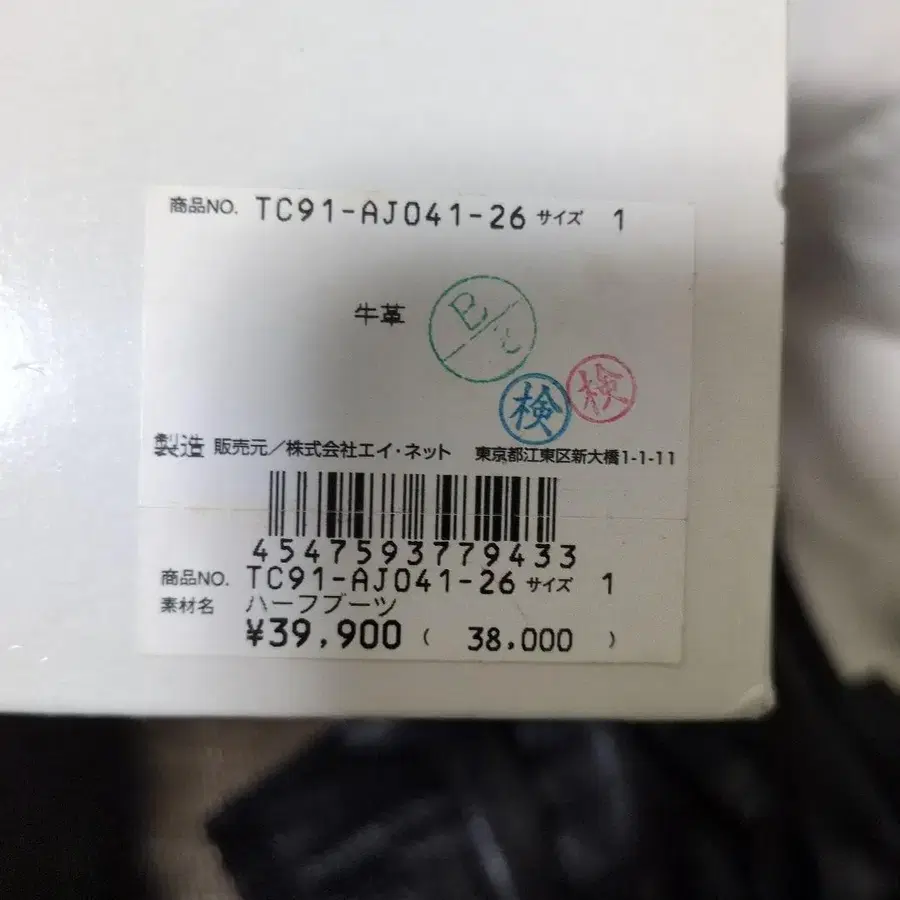 商品NO. TC91-AJ041-26 サイズ 1
牛革
B
検 検
製造 販売元／株式会社エイ・ネット 東京都江東区新大橋1-1-11
4547593779433
商品NO. TC91-AJ041-26 サイズ 1
素材名 ハーフブーツ
¥39,900 ( 38,000 )